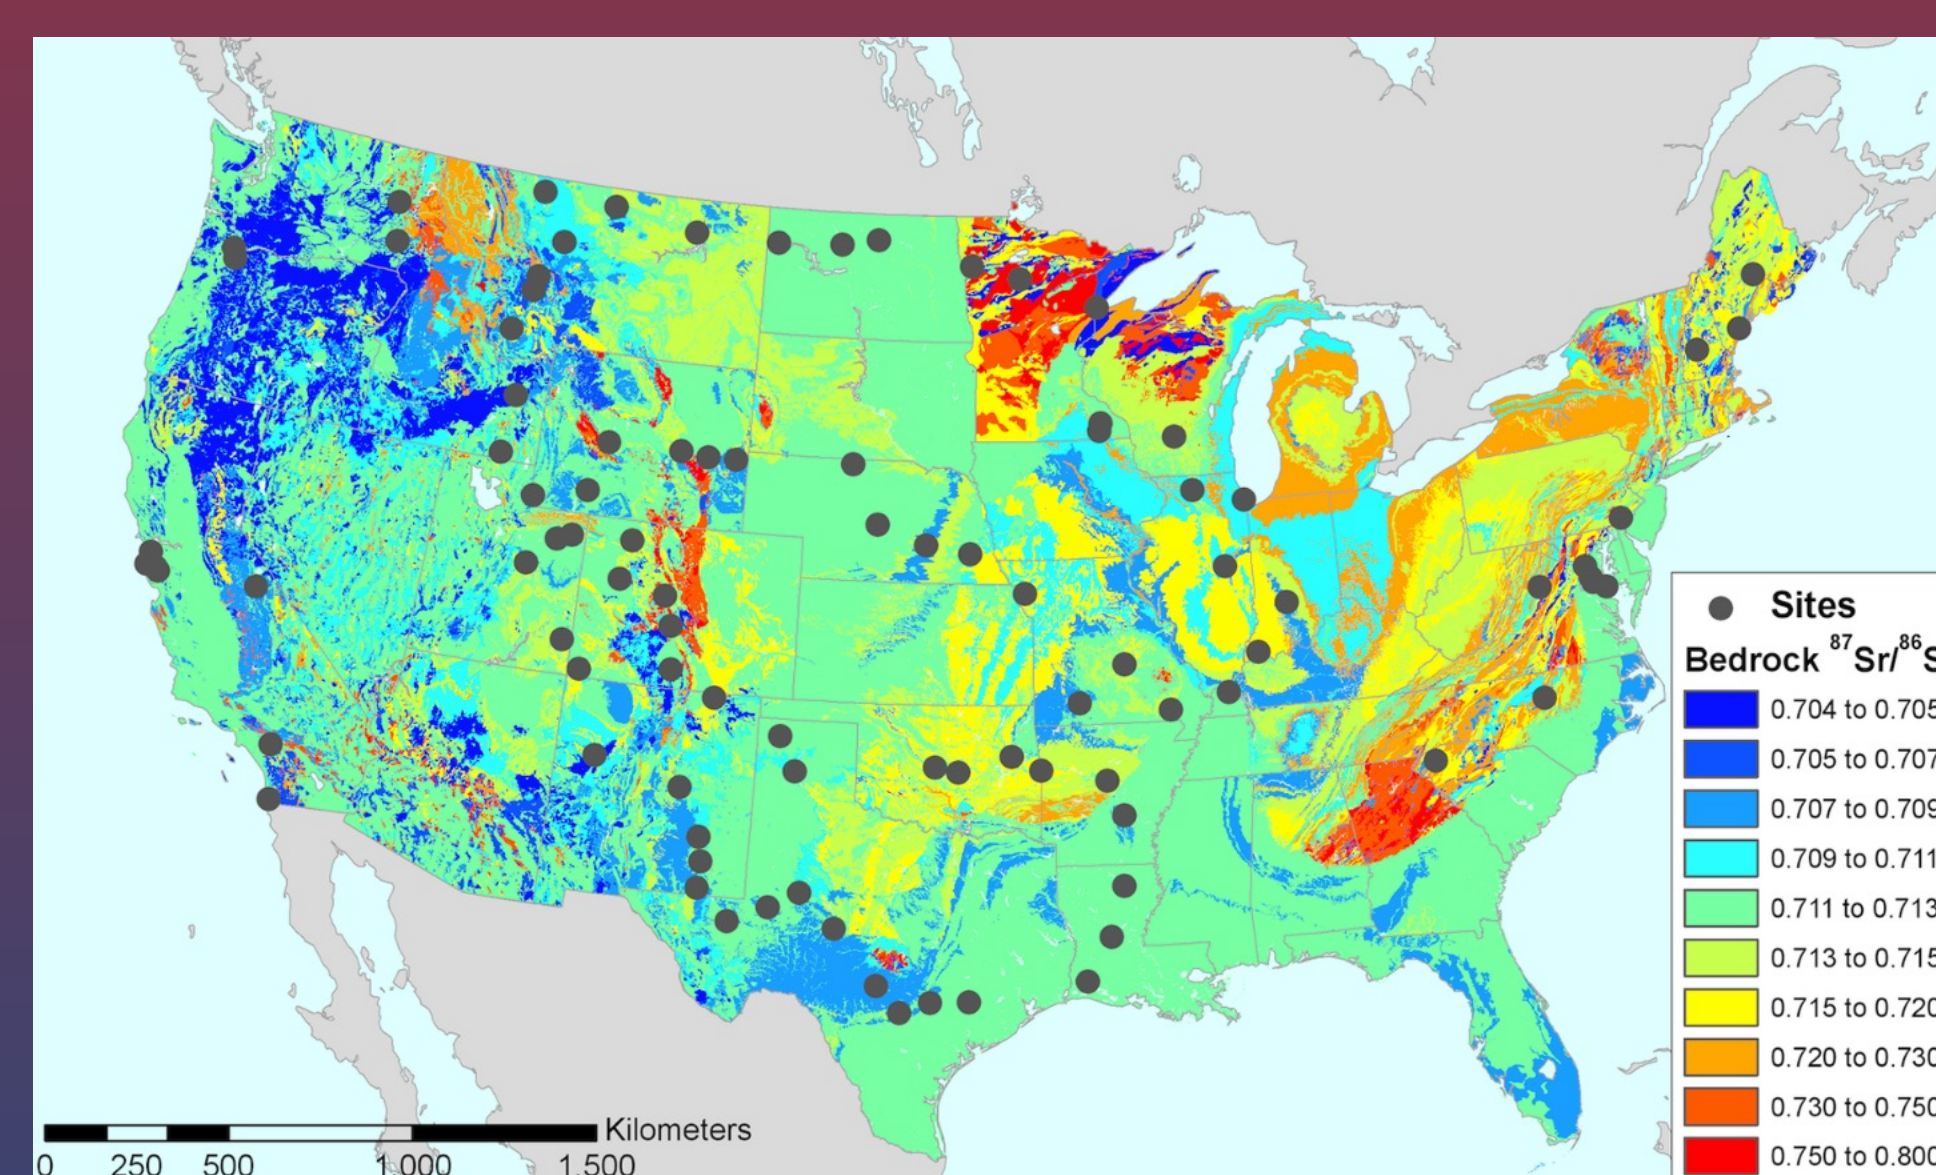 Sites
Bedrock 87Sr/86S
0.704 to 0.705
0.705 to 0.707
0.707 to 0.709
0.709 to 0.711
0.711 to 0.713
0.713 to 0.715
0.715 to 0.720
0.720 to 0.730
0.730 to 0.750
0.750 to 0.800
Kilometers
0 250 500 1,000 1,500